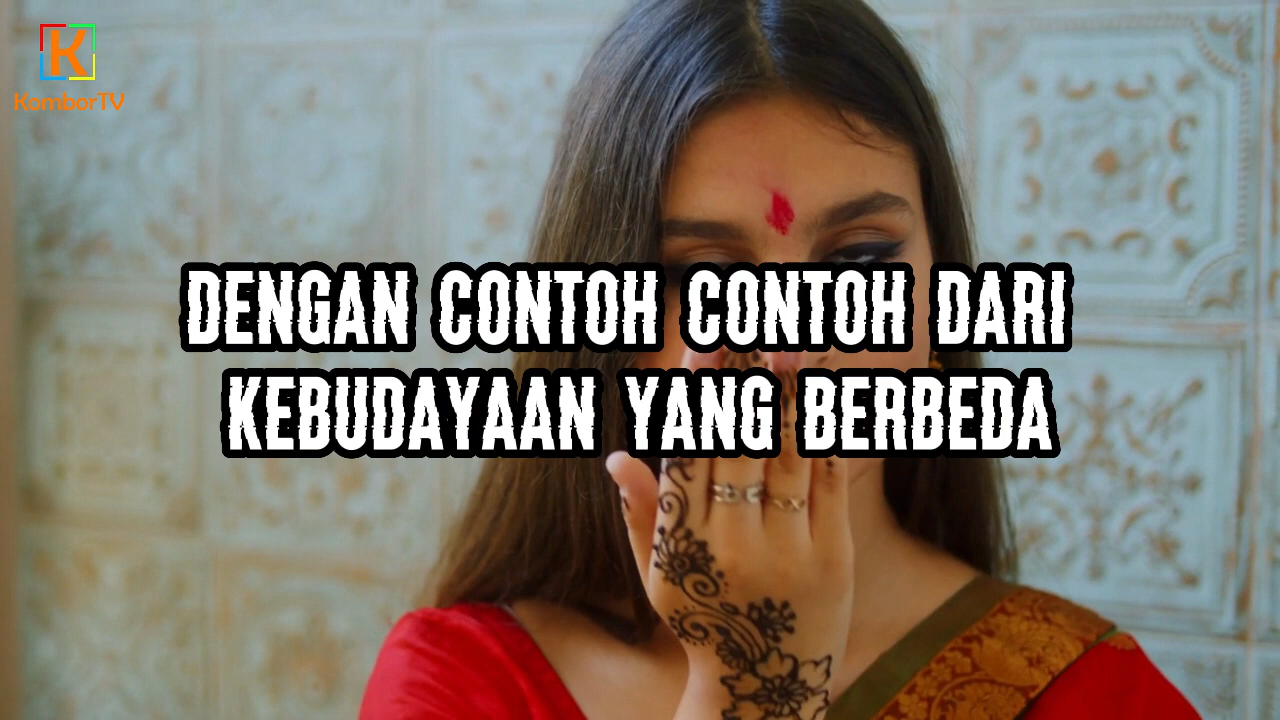 K
KomborTV
DENGAN CONTOH CONTOH DARI
KEBUDAYAAN YANG BERBEDA